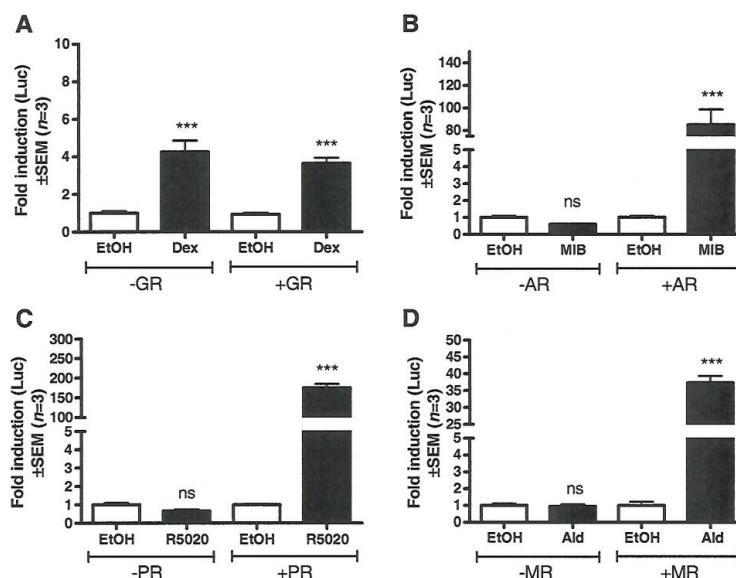 A
Fold induction (Luc)
±SEM (n=3)
10
8
6
4
2
0
***
***
EtOH Dex EtOH Dex
-GR +GR
B
Fold induction (Luc)
±SEM (n=3)
140
120
100
80
5
4
3
2
1
0
ns
***
EtOH MIB EtOH MIB
-AR +AR
C
Fold induction (Luc)
±SEM (n=3)
300
250
200
150
100
5
4
3
2
1
0
ns
***
EtOH R5020 EtOH R5020
-PR +PR
D
Fold induction (Luc)
±SEM (n=3)
50
45
40
35
30
25
5
4
3
2
1
0
ns
***
EtOH Ald EtOH Ald
-MR +MR